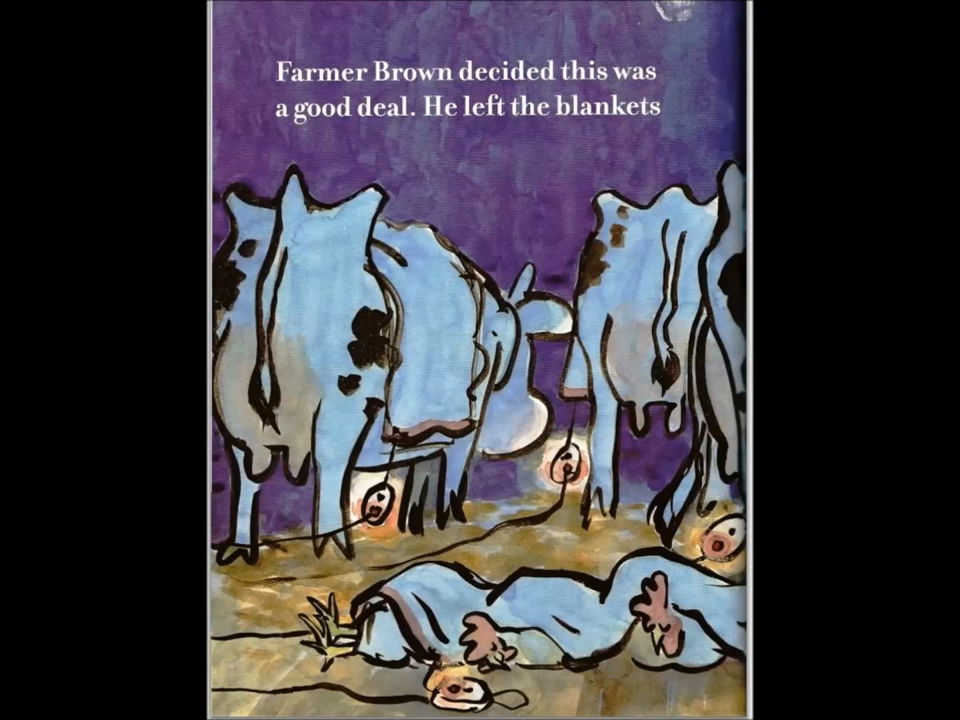 Farmer Brown decided this was
a good deal. He left the blankets